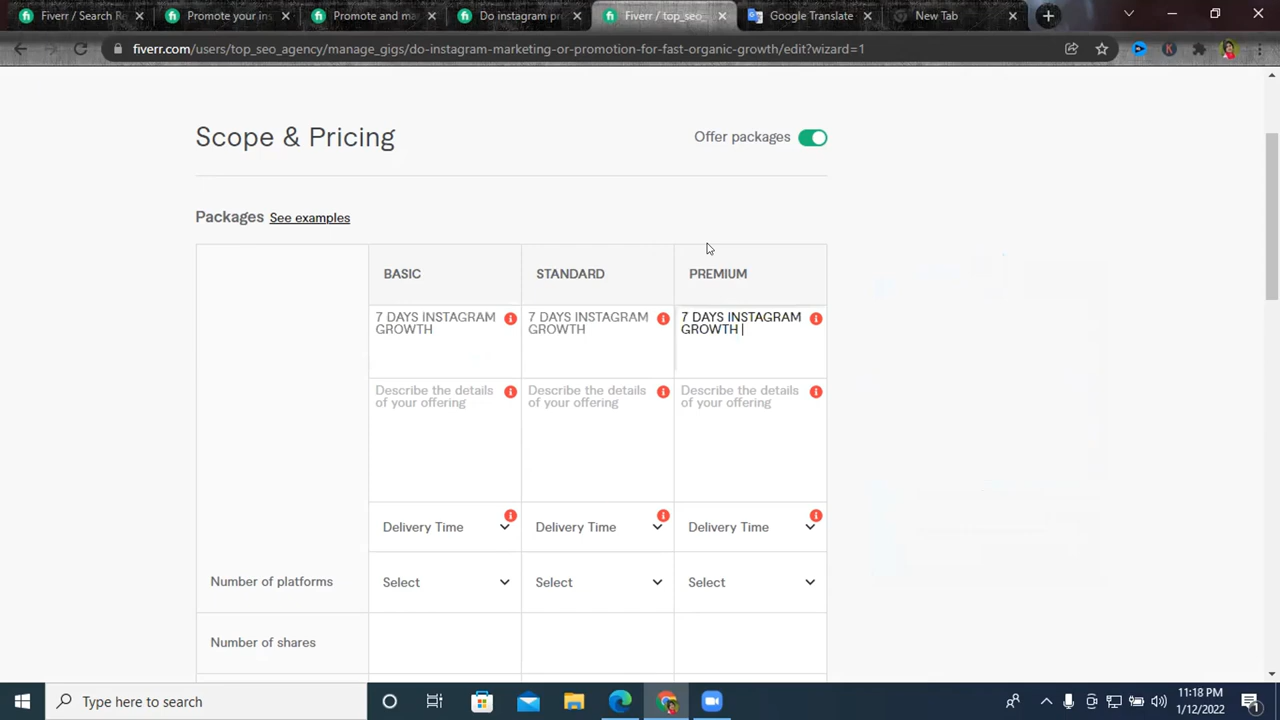 Fiverr / Search Re
Promote your ins
Promote and ma
Do instagram pr
Fiverr / top_seo_
Google Translate
New Tab
fiverr.com/users/top_seo_agency/manage_gigs/do-instagram-marketing-or-promotion-for-fast-organic-growth/edit?wizard=1
Scope & Pricing
Offer packages
Packages See examples
BASIC STANDARD PREMIUM
7 DAYS INSTAGRAM 7 DAYS INSTAGRAM 7 DAYS INSTAGRAM
GROWTH GROWTH GROWTH
Describe the details Describe the details Describe the details
of your offering of your offering of your offering
Delivery Time Delivery Time Delivery Time
Number of platforms Select Select Select
Number of shares
Type here to search
11:18 PM
1/12/2022